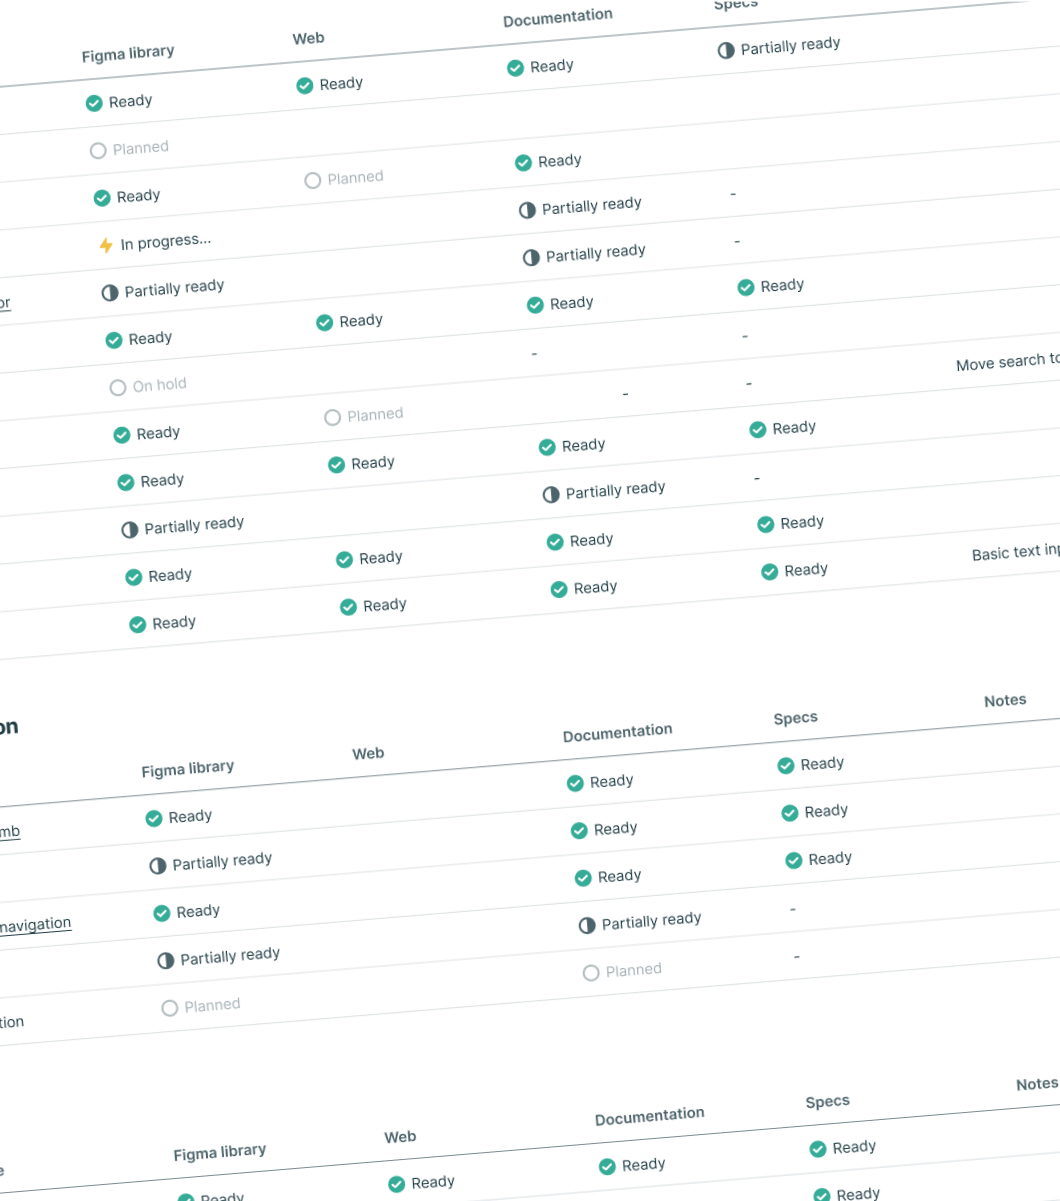 Figma library Web Documentation Specs
Ready Ready Ready Partially ready
Planned
Ready Planned Ready
In progress... Partially ready -
or Partially ready Partially ready -
Ready Ready Ready Ready
On hold - -
Ready Planned - - Move search to
Ready Ready Ready Ready
Partially ready Partially ready -
Ready Ready Ready Ready
Ready Ready Ready Ready Basic text inp
on
Figma library Web Documentation Specs Notes
mb Ready Ready Ready
Partially ready Ready Ready
navigation Ready Ready Ready
Partially ready Partially ready -
tion Planned Planned -
e Figma library Web Documentation Specs Notes
Ready Ready Ready Ready
Ready